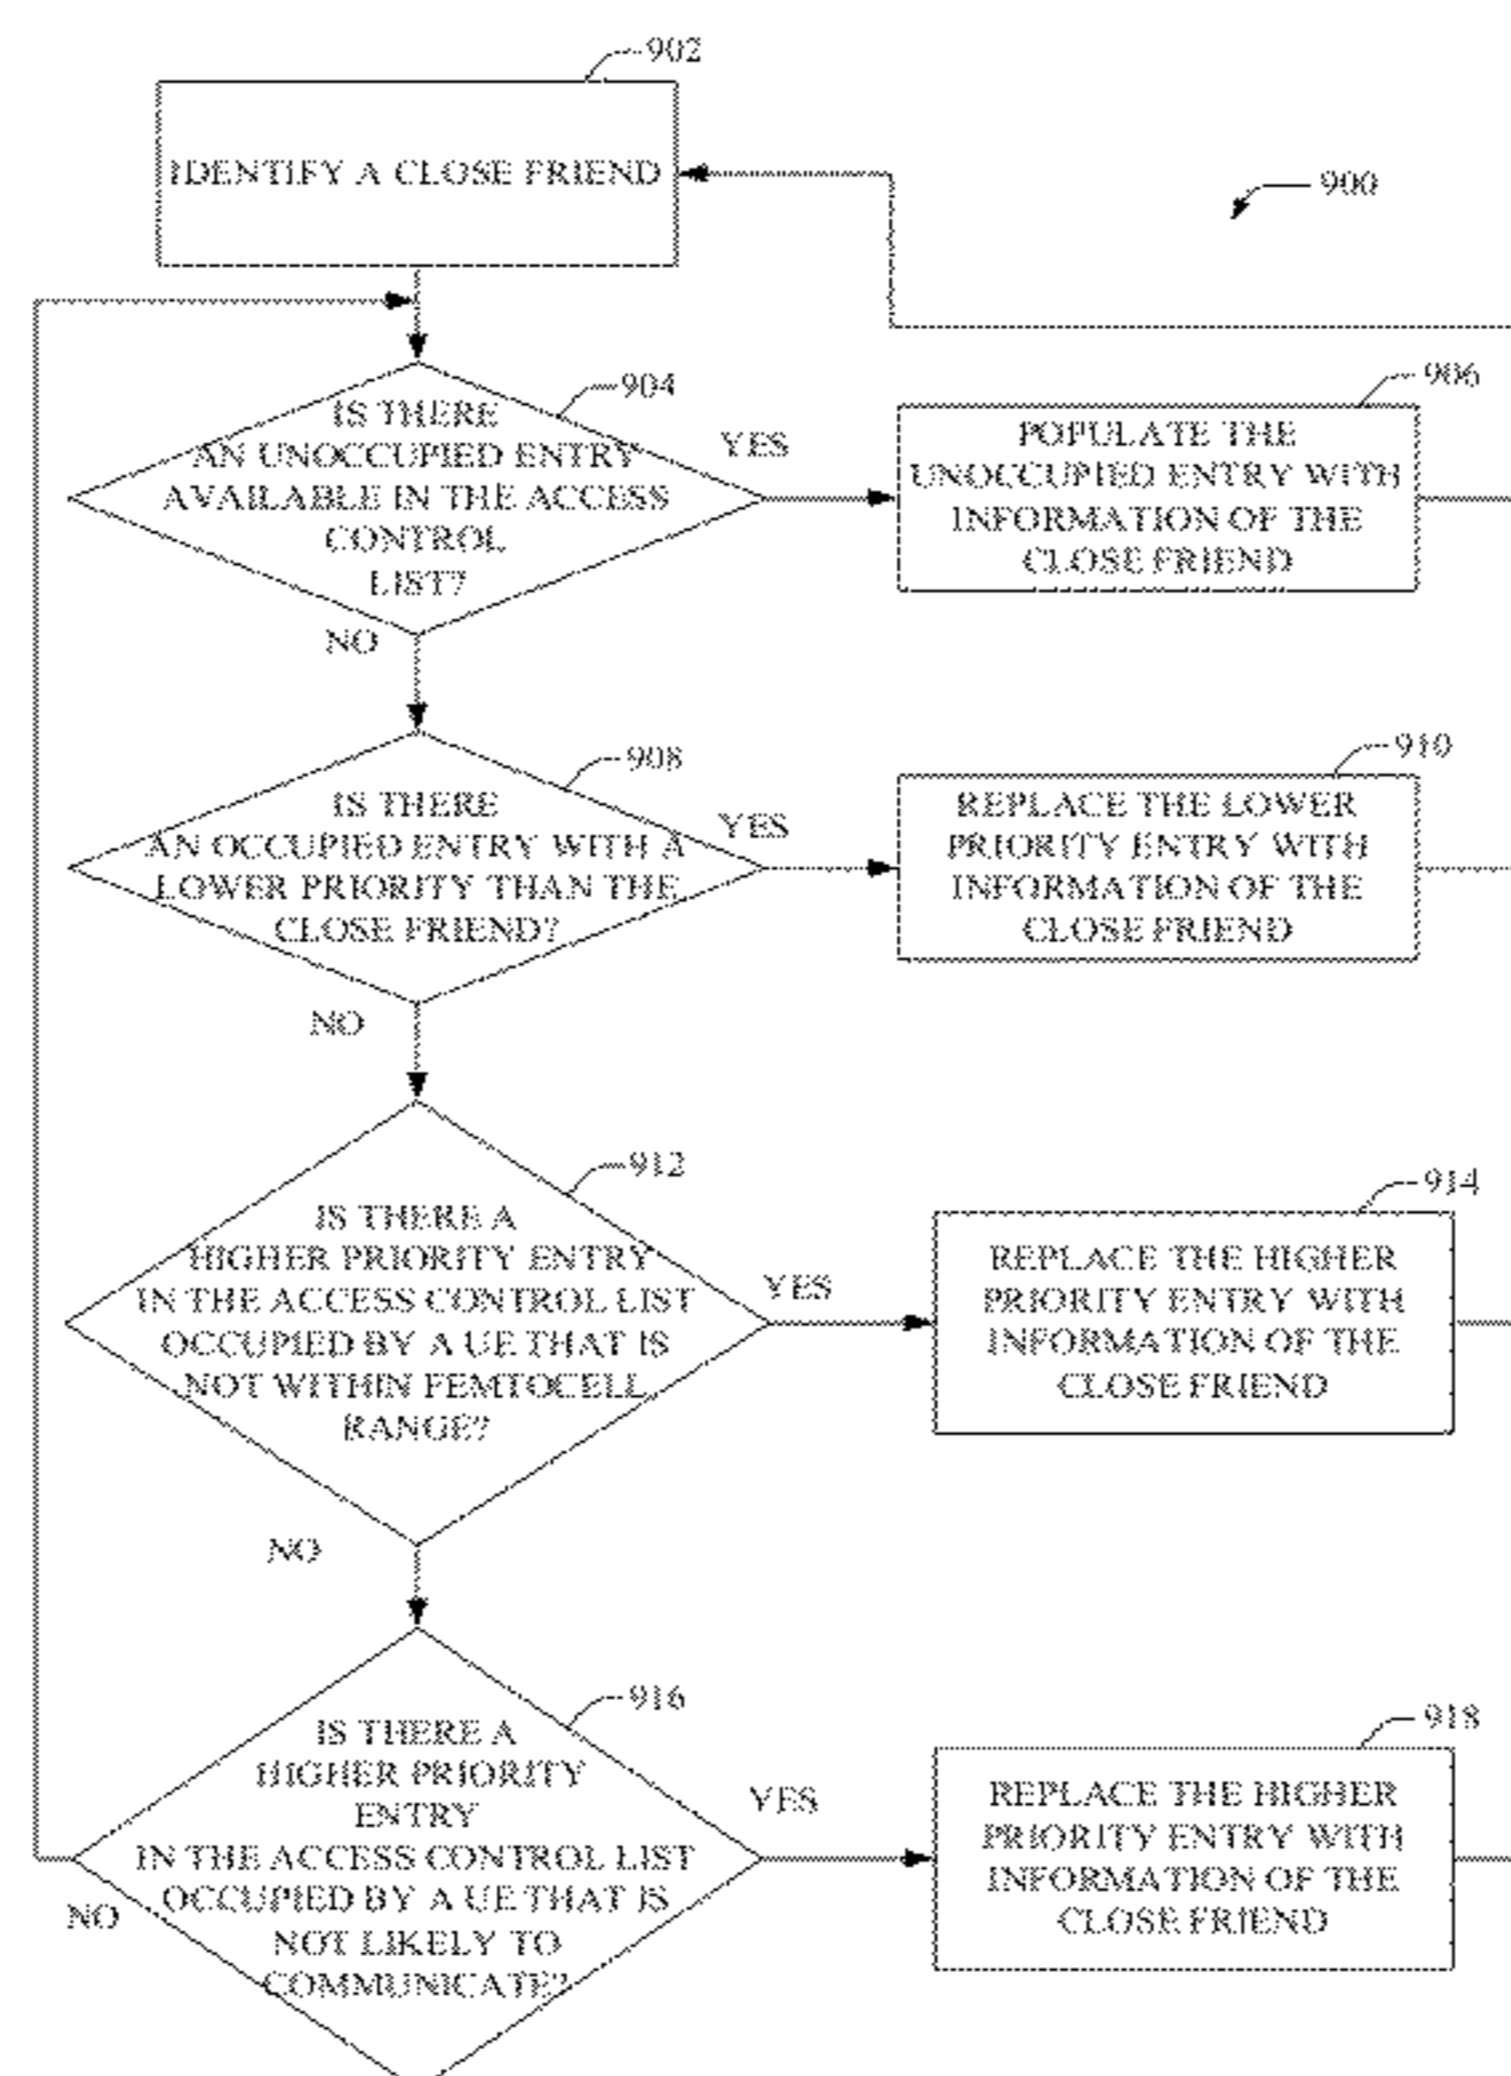 902
IDENTIFY A CLOSE FRIEND
900
904
IS THERE
AN UNOCCUPIED ENTRY
AVAILABLE IN THE ACCESS
CONTROL
LIST?
YES
906
POPULATE THE
UNOCCUPIED ENTRY WITH
INFORMATION OF THE
CLOSE FRIEND
NO
908
IS THERE
AN OCCUPIED ENTRY WITH A
LOWER PRIORITY THAN THE
CLOSE FRIEND?
YES
910
REPLACE THE LOWER
PRIORITY ENTRY WITH
INFORMATION OF THE
CLOSE FRIEND
NO
912
IS THERE A
HIGHER PRIORITY ENTRY
IN THE ACCESS CONTROL LIST
OCCUPIED BY A UE THAT IS
NOT WITHIN FEMTOCELL
RANGE?
YES
914
REPLACE THE HIGHER
PRIORITY ENTRY WITH
INFORMATION OF THE
CLOSE FRIEND
NO
916
IS THERE A
HIGHER PRIORITY
ENTRY
IN THE ACCESS CONTROL LIST
OCCUPIED BY A UE THAT IS
NOT LIKELY TO
COMMUNICATE?
YES
918
REPLACE THE HIGHER
PRIORITY ENTRY WITH
INFORMATION OF THE
CLOSE FRIEND
NO